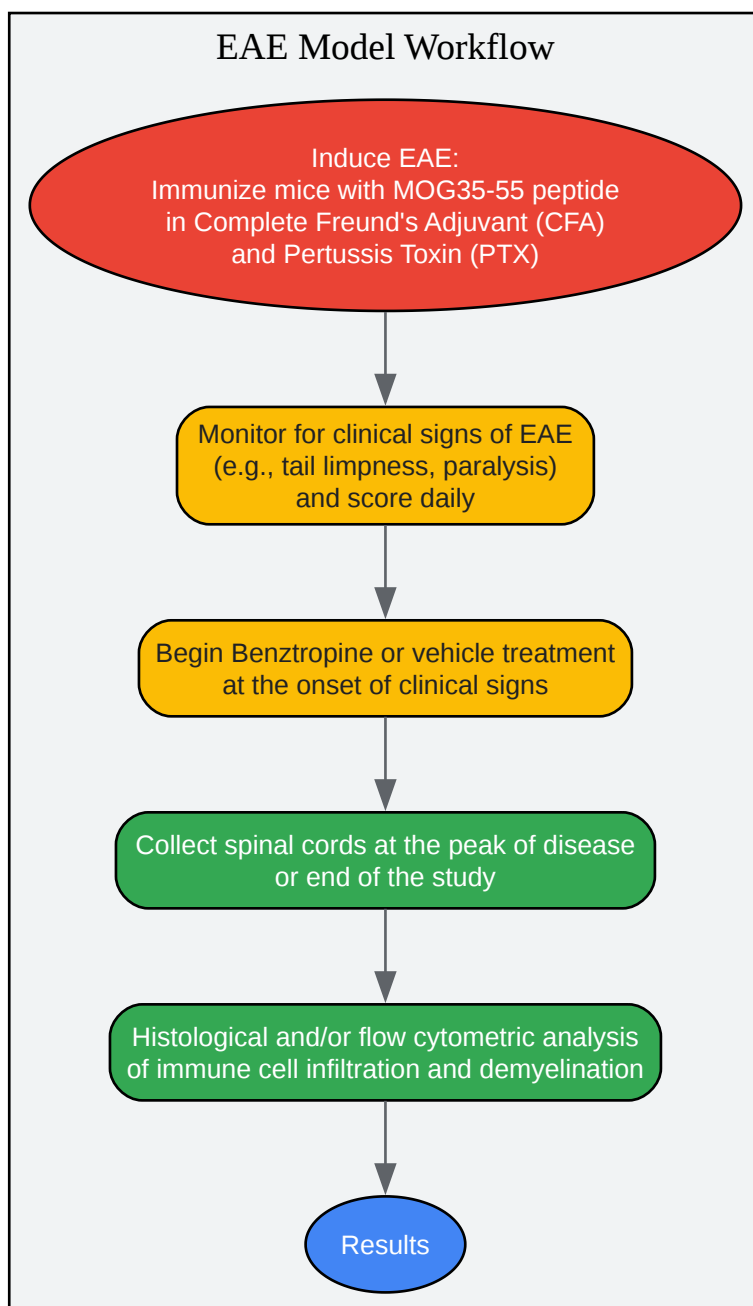 EAE Model Workflow
Induce EAE:
Immunize mice with MOG35-55 peptide
in Complete Freund's Adjuvant (CFA)
and Pertussis Toxin (PTX)
Monitor for clinical signs of EAE
(e.g., tail limpness, paralysis)
and score daily
Begin Benztropine or vehicle treatment
at the onset of clinical signs
Collect spinal cords at the peak of disease
or end of the study
Histological and/or flow cytometric analysis
of immune cell infiltration and demyelination
Results